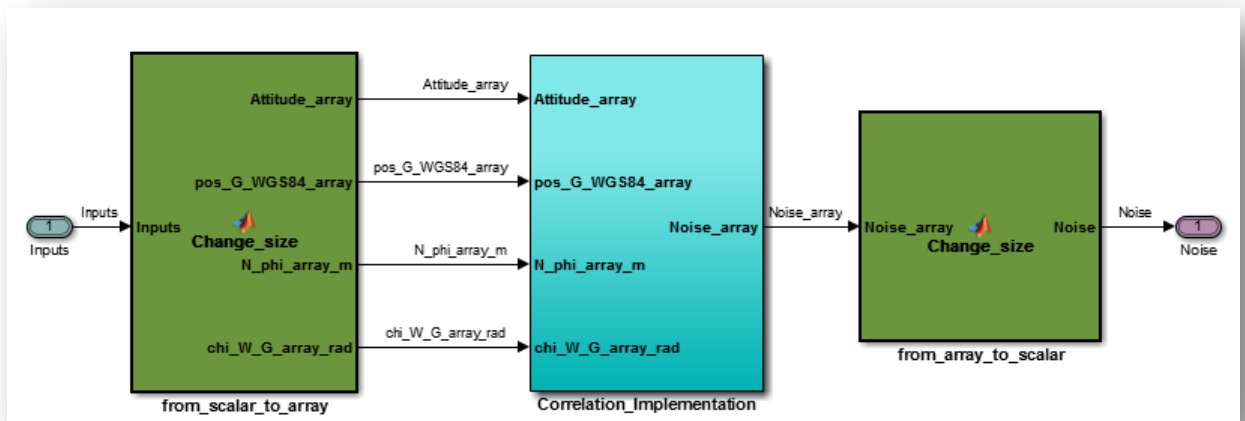 1
Inputs
Inputs
Inputs
Change_size
Attitude_array
pos_G_WGS84_array
N_phi_array_m
chi_W_G_array_rad
from_scalar_to_array
Attitude_array
pos_G_WGS84_array
N_phi_array_m
chi_W_G_array_rad
Attitude_array
pos_G_WGS84_array
N_phi_array_m
chi_W_G_array_rad
Noise_array
Correlation_Implementation
Noise_array
Noise_array
Change_size
Noise
from_array_to_scalar
Noise
1
Noise